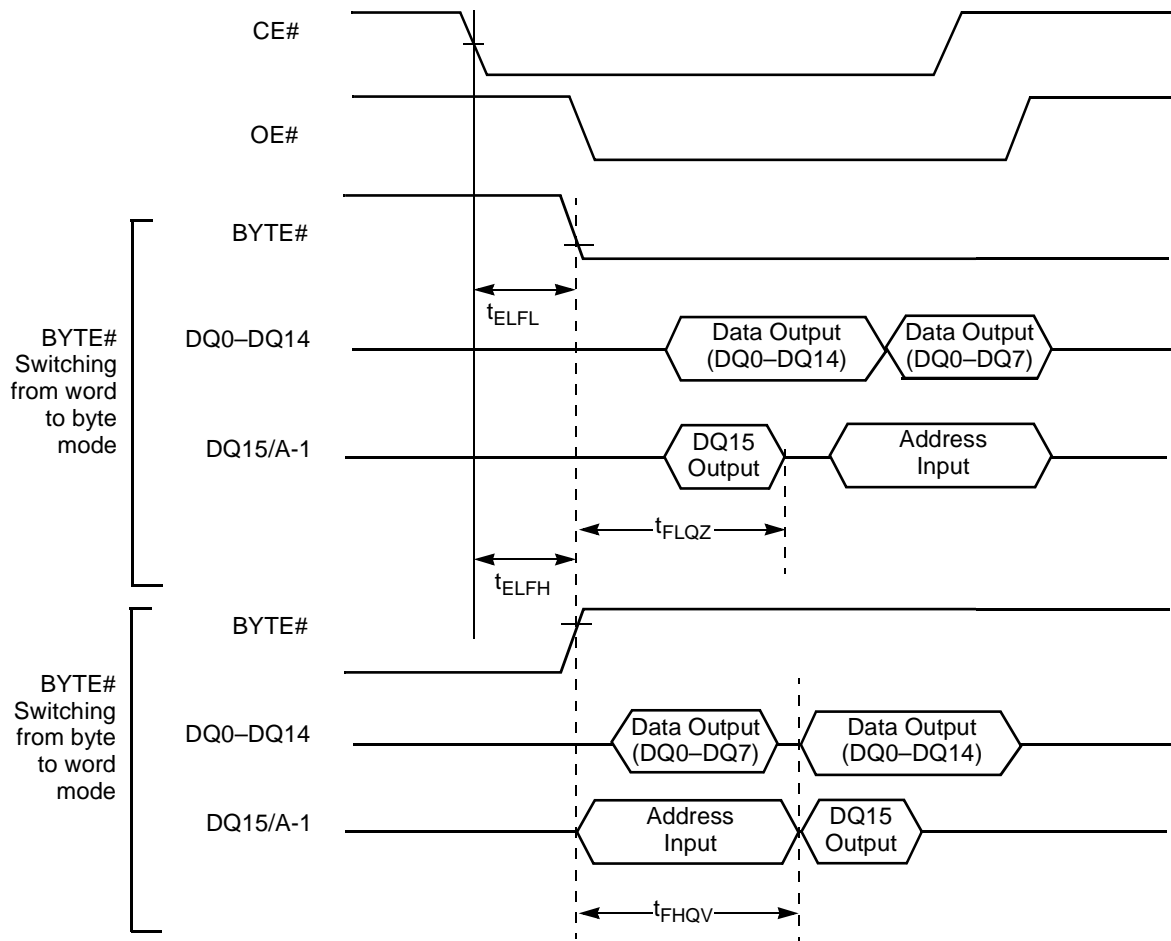 CE#
OE#
BYTE#
tELFL
BYTE#
Switching
from word
to byte
mode
DQ0–DQ14
Data Output
(DQ0–DQ14)
Data Output
(DQ0–DQ7)
DQ15/A-1
DQ15
Output
Address
Input
tFLQZ
tELFH
BYTE#
BYTE#
Switching
from byte
to word
mode
DQ0–DQ14
Data Output
(DQ0–DQ7)
Data Output
(DQ0–DQ14)
DQ15/A-1
Address
Input
DQ15
Output
tFHQV